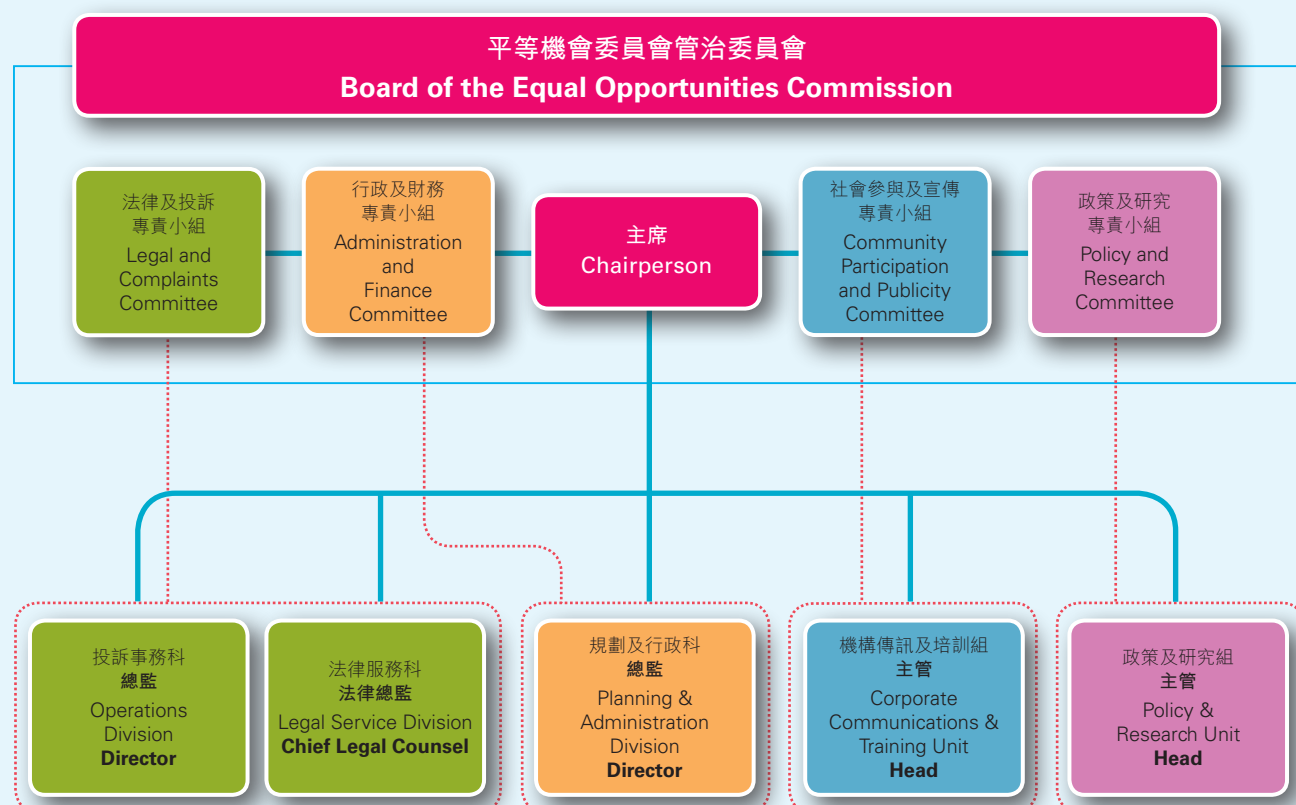 平等機會委員會管治委員會
Board of the Equal Opportunities Commission
法律及投訴
專責小組
Legal and
Complaints
Committee
行政及財務
專責小組
Administration
and
Finance
Committee
主席
Chairperson
社會參與及宣傳
專責小組
Community
Participation
and Publicity
Committee
政策及研究
專責小組
Policy and
Research
Committee
投訴事務科
總監
Operations
Division
Director
法律服務科
法律總監
Legal Service Division
Chief Legal Counsel
規劃及行政科
總監
Planning &
Administration
Division
Director
機構傳訊及培訓組
主管
Corporate
Communications &
Training Unit
Head
政策及研究組
主管
Policy &
Research Unit
Head